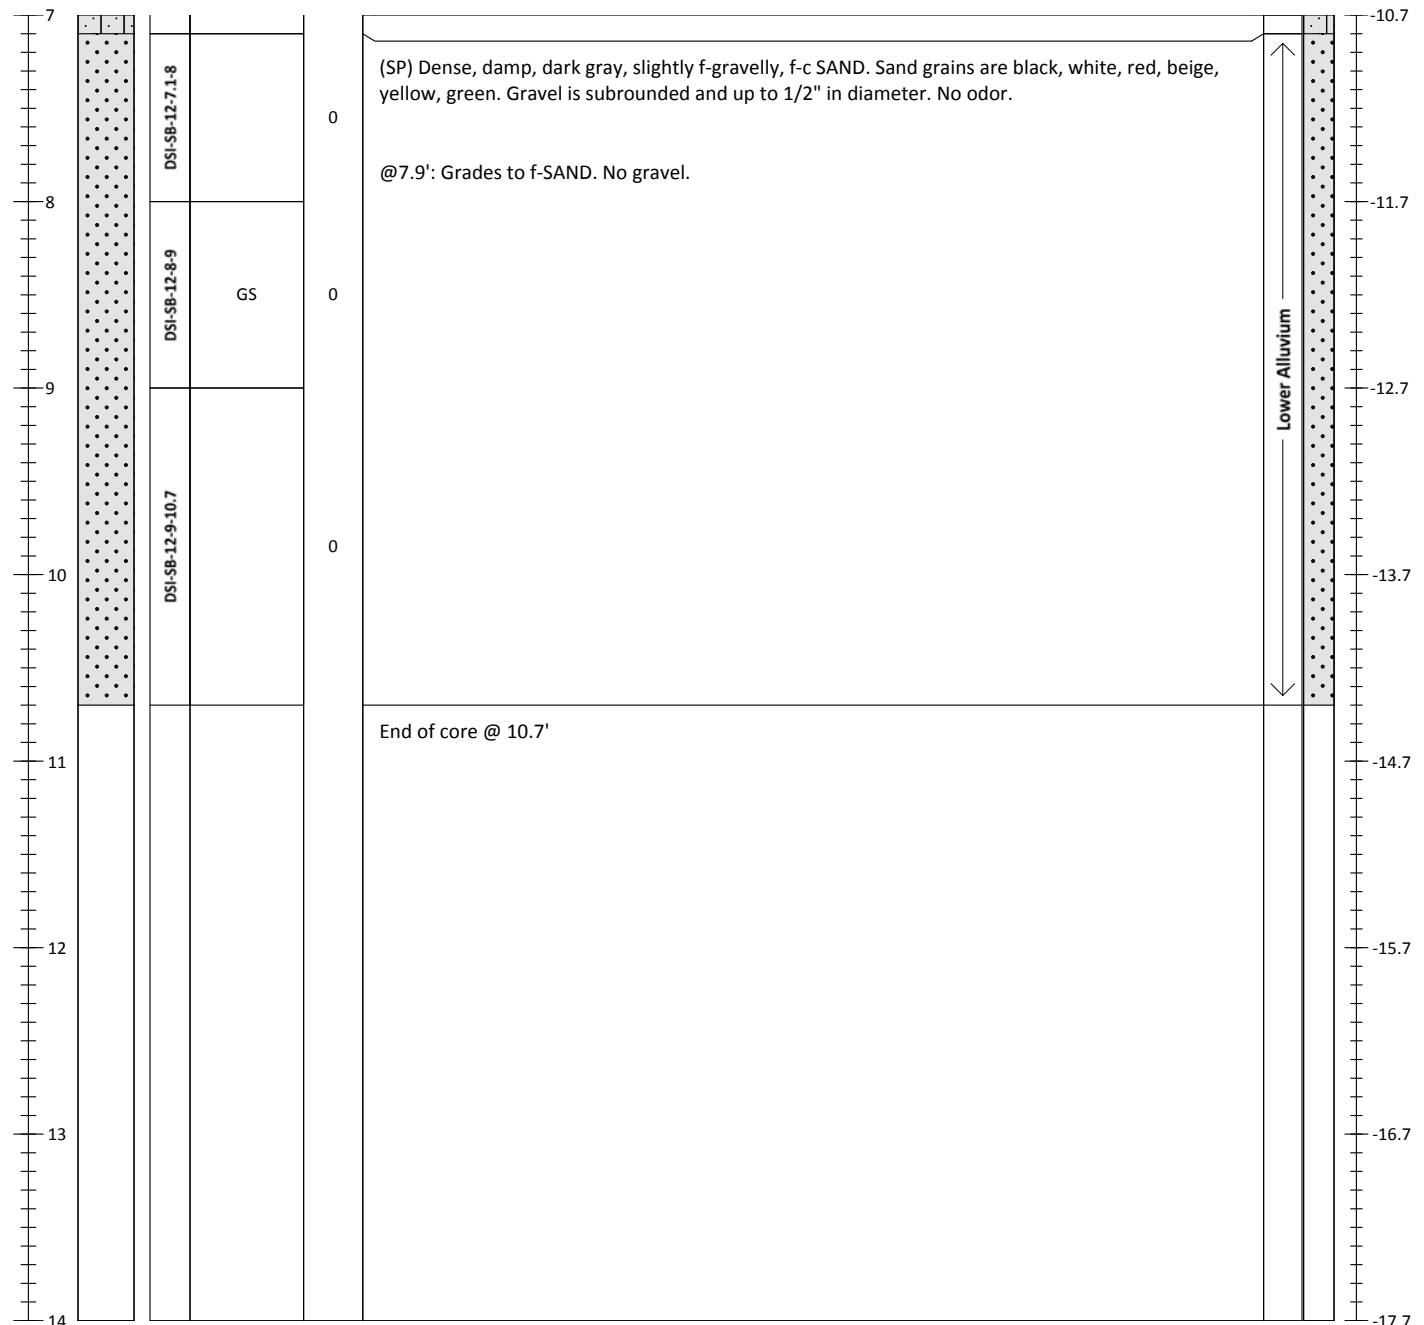 7
-10.7
(SP) Dense, damp, dark gray, slightly f-gravelly, f-c SAND. Sand grains are black, white, red, beige,
yellow, green. Gravel is subrounded and up to 1/2" in diameter. No odor.
DSI-SB-12-7.1-8
0
@7.9': Grades to f-SAND. No gravel.
8
-11.7
DSI-SB-12-8-9
GS
0
Lower Alluvium
9
-12.7
DSI-SB-12-9-10.7
0
10
-13.7
End of core @ 10.7'
11
-14.7
12
-15.7
13
-16.7
14
-17.7